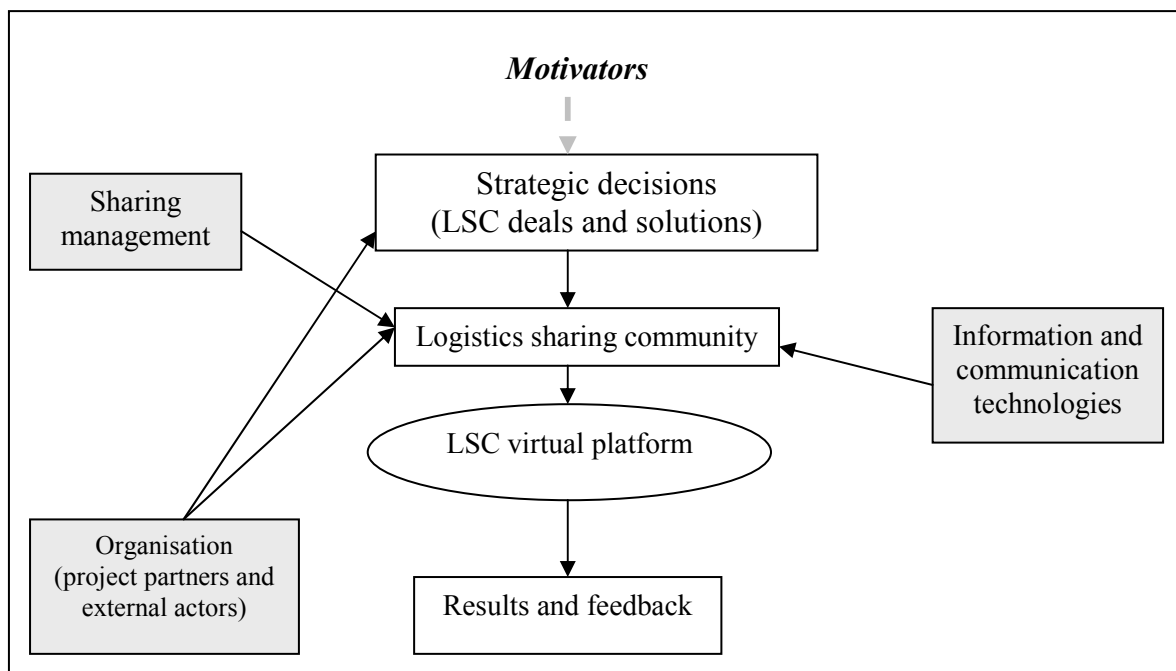 Motivators
Strategic decisions
(LSC deals and solutions)
Sharing
management
Logistics sharing community
Information and
communication
technologies
LSC virtual platform
Organisation
(project partners and
external actors)
Results and feedback